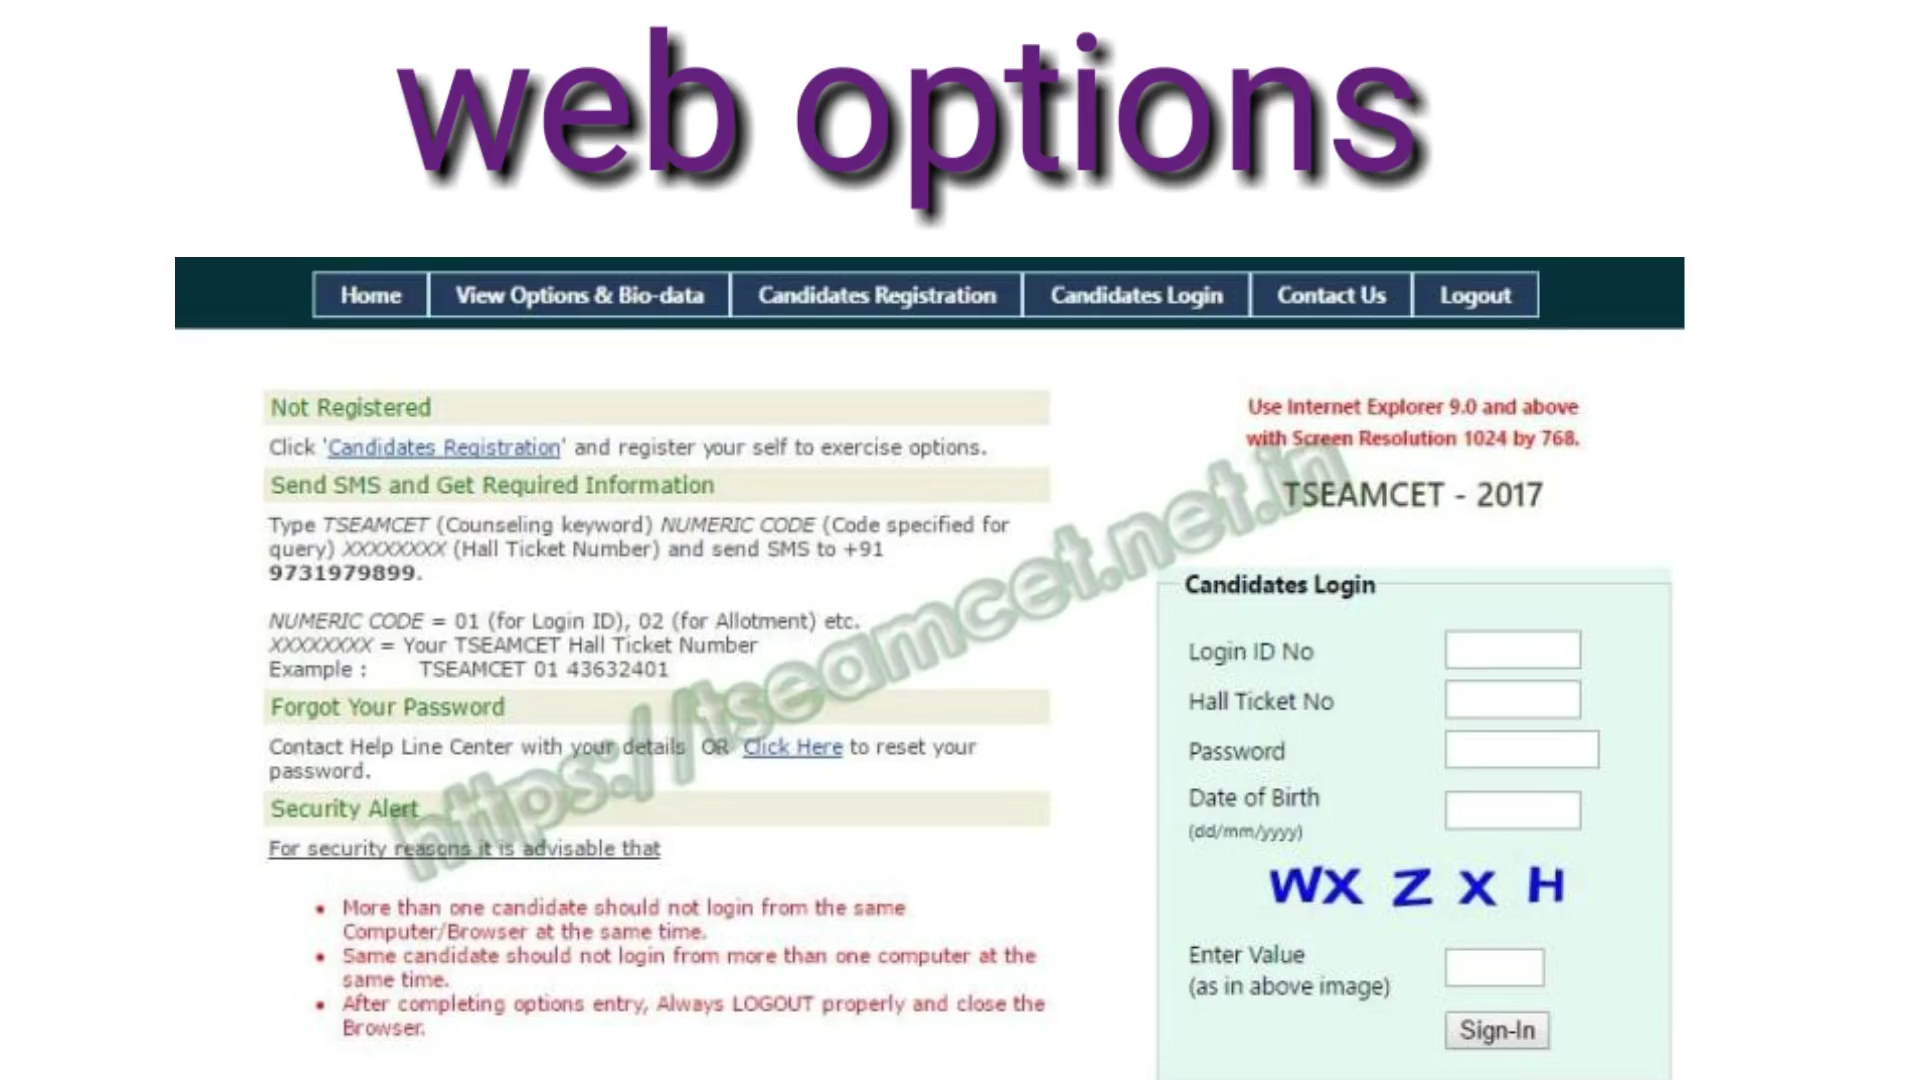 web options
Home View Options & Bio-data Candidates Registration Candidates Login Contact Us Logout
Not Registered
Click 'Candidates Registration' and register your self to exercise options.
Send SMS and Get Required Information
Type TSEAMCET (Counseling keyword) NUMERIC CODE (Code specified for
query) XXXXXXXX (Hall Ticket Number) and send SMS to +91
9731979899.
NUMERIC CODE = 01 (for Login ID), 02 (for Allotment) etc.
XXXXXXXX = Your TSEAMCET Hall Ticket Number
Example : TSEAMCET 01 43632401
Forgot Your Password
Contact Help Line Center with your details OR Click Here to reset your
password.
Security Alert
For security reasons it is advisable that
• More than one candidate should not login from the same
Computer/Browser at the same time.
• Same candidate should not login from more than one computer at the
same time.
• After completing options entry, Always LOGOUT properly and close the
Browser.
https://tseamcet.net.in
Use Internet Explorer 9.0 and above
with Screen Resolution 1024 by 768.
TSEAMCET - 2017
Candidates Login
Login ID No
Hall Ticket No
Password
Date of Birth
(dd/mm/yyyy)
WX Z X H
Enter Value
(as in above image)
Sign-In